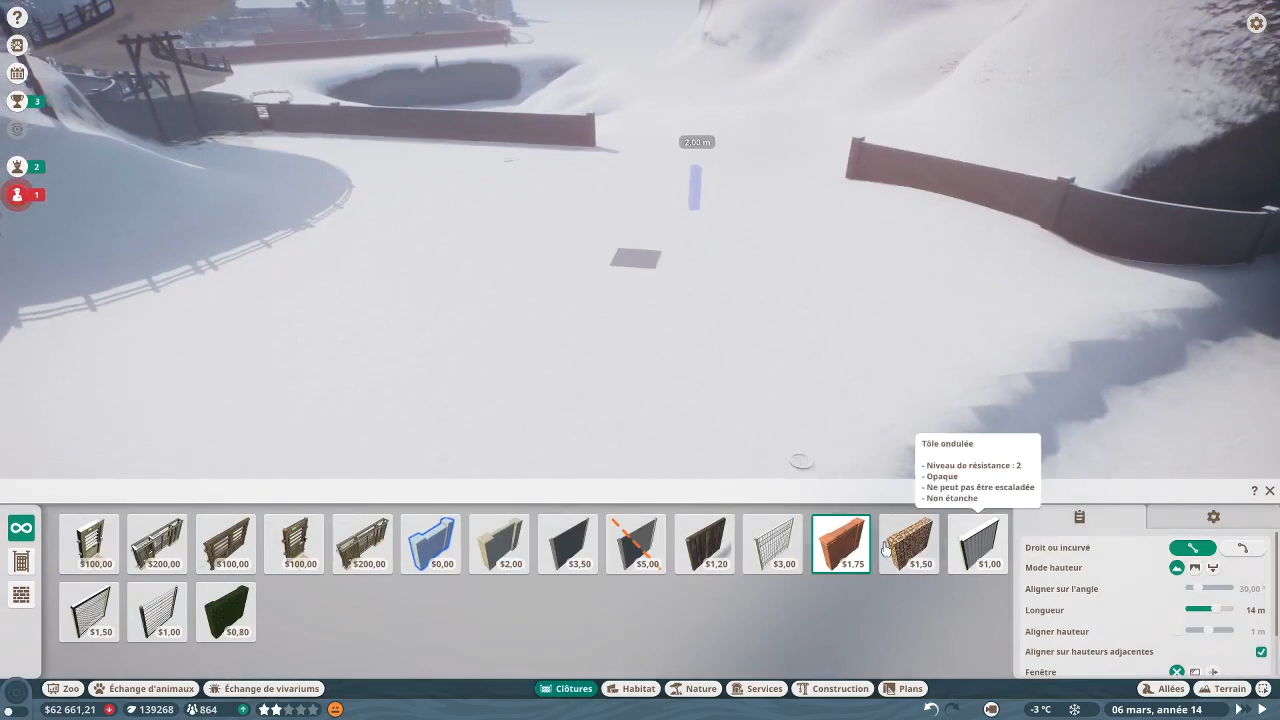 ?
3
2
1
2,00 m
Tôle ondulée
- Niveau de résistance : 2
- Opaque
- Ne peut pas être escaladée
- Non étanche
?
$100,00
$200,00
$100,00
$100,00
$200,00
$0,00
$2,00
$3,50
$5,00
$1,20
$3,00
$1,75
$1,50
$1,00
$1,50
$1,00
$0,80
Droit ou incurvé
Mode hauteur
Aligner sur l'angle 30,00 °
Longueur 14 m
Aligner hauteur 1 m
Aligner sur hauteurs adjacentes
Fenêtre
Zoo
Échange d'animaux
Échange de vivariums
Clôtures
Habitat
Nature
Services
Construction
Plans
Allées
Terrain
$62 661,21
139268
864
-3 °C
06 mars, année 14